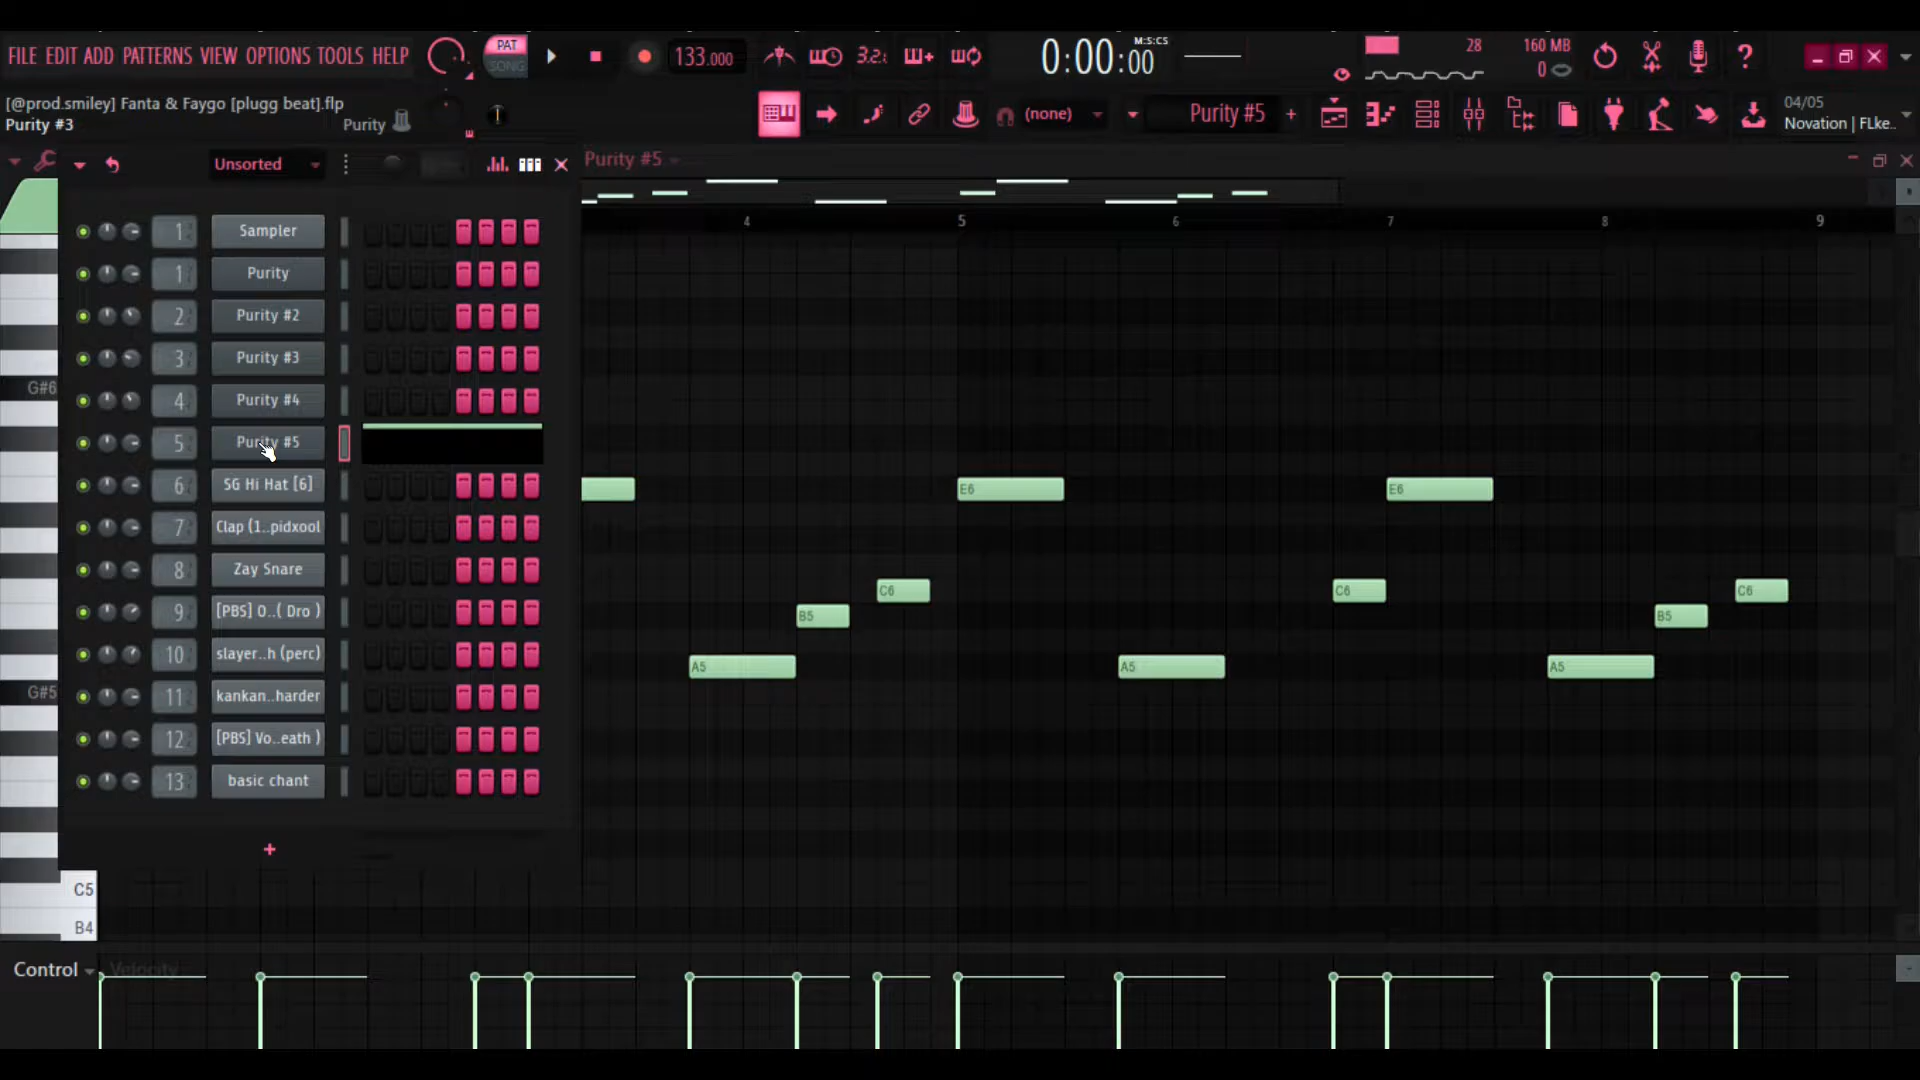 FILE EDIT ADD PATTERNS VIEW OPTIONS TOOLS HELP
PAT
SONG
133.000
3.2:
0:00:00
M:S:CS
28
160 MB
0
?
[@prod.smiley] Fanta & Faygo [plugg beat].flp
Purity #3
Purity
(none)
Purity #5
+
04/05
Novation | FLke..
Unsorted
Purity #5
4 5 6 7 8 9
1 Sampler
1 Purity
2 Purity #2
3 Purity #3
4 Purity #4
5 Purity #5
6 SG Hi Hat [6]
7 Clap (1..pidxool
8 Zay Snare
9 [PBS] O..( Dro )
10 slayer..h (perc)
11 kankan..harder
12 [PBS] Vo..eath )
13 basic chant
+
G#6
G#5
C5
B4
E6
E6
C6
C6
C6
B5
B5
A5
A5
A5
Control
Velocity